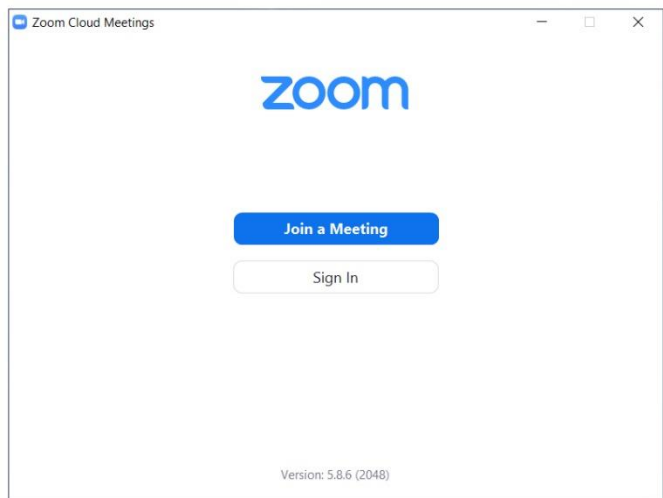 Zoom Cloud Meetings
zoom
Join a Meeting
Sign In
Version: 5.8.6 (2048)